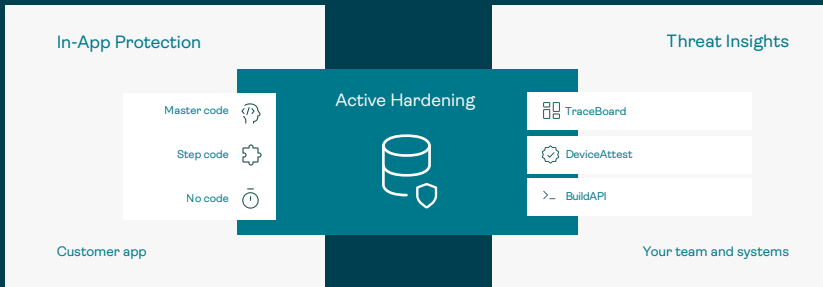 In-App Protection
Threat Insights
Active Hardening
Master code
Step code
No code
TraceBoard
DeviceAttest
BuildAPI
Customer app
Your team and systems